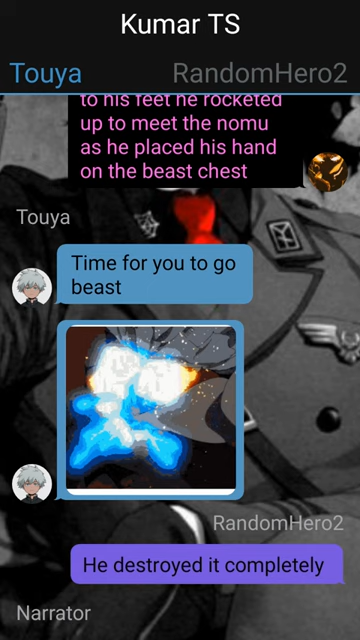 Kumar TS
Touya RandomHero2
to his feet he rocketed
up to meet the nomu
as he placed his hand
on the beast chest
Touya
Time for you to go
beast
RandomHero2
He destroyed it completely
Narrator